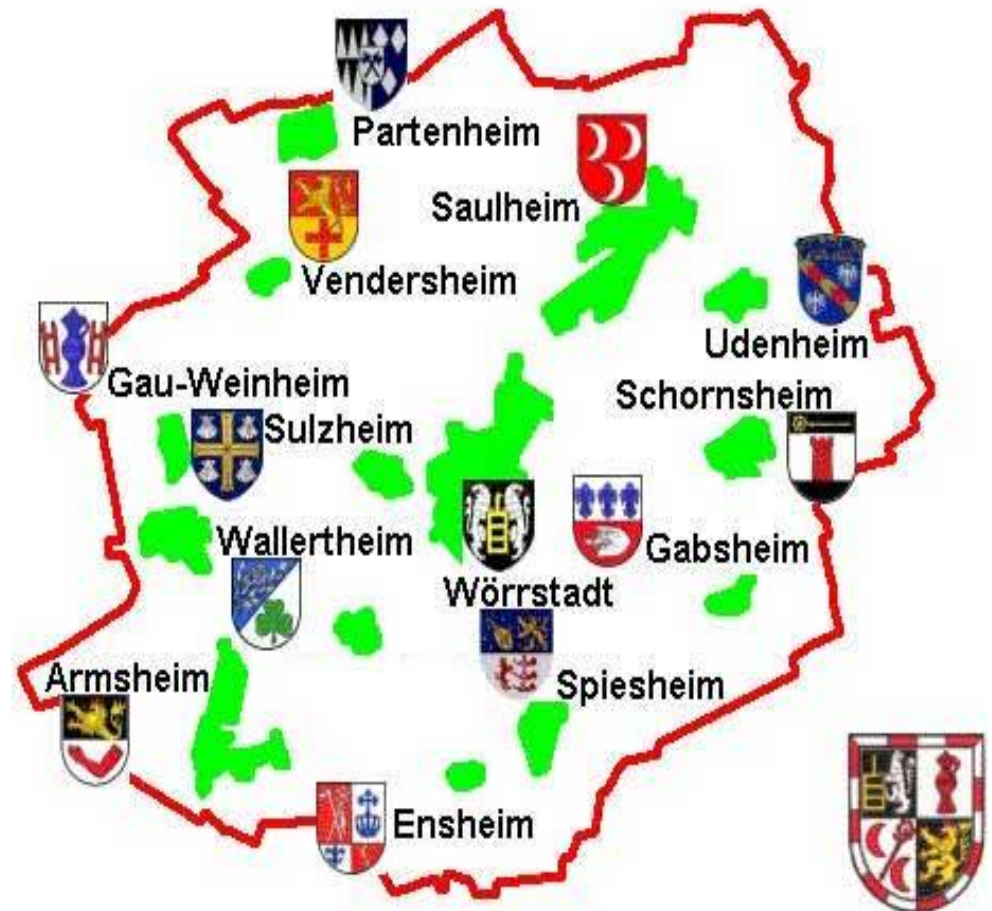 Partenheim
Saulheim
Vendersheim
Udenheim
Gau-Weinheim
Schornsheim
Sulzheim
Wallertheim
Gabsheim
Wörrstadt
Armsheim
Spiesheim
Ensheim